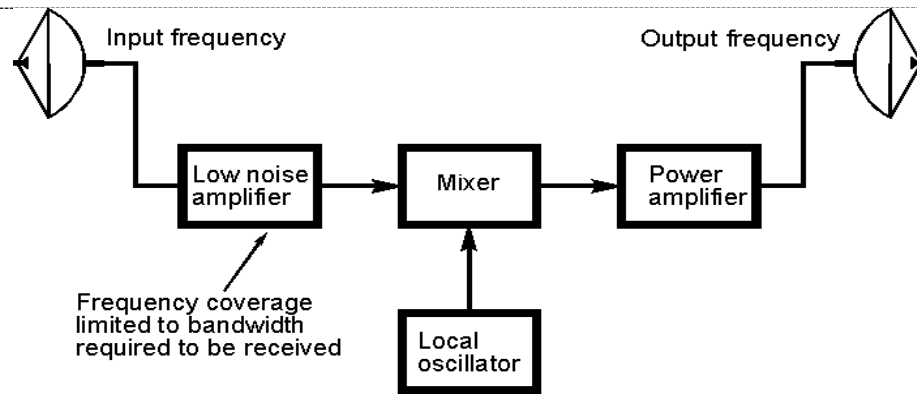 Input frequency
Output frequency
Low noise
amplifier
Mixer
Power
amplifier
Frequency coverage
limited to bandwidth
required to be received
Local
oscillator